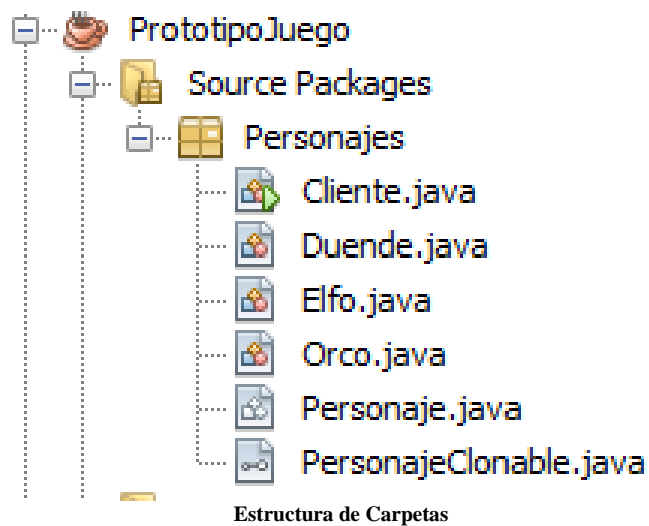 PrototipoJuego
Source Packages
Personajes
Cliente.java
Duende.java
Elfo.java
Orco.java
Personaje.java
PersonajeClonable.java
Estructura de Carpetas